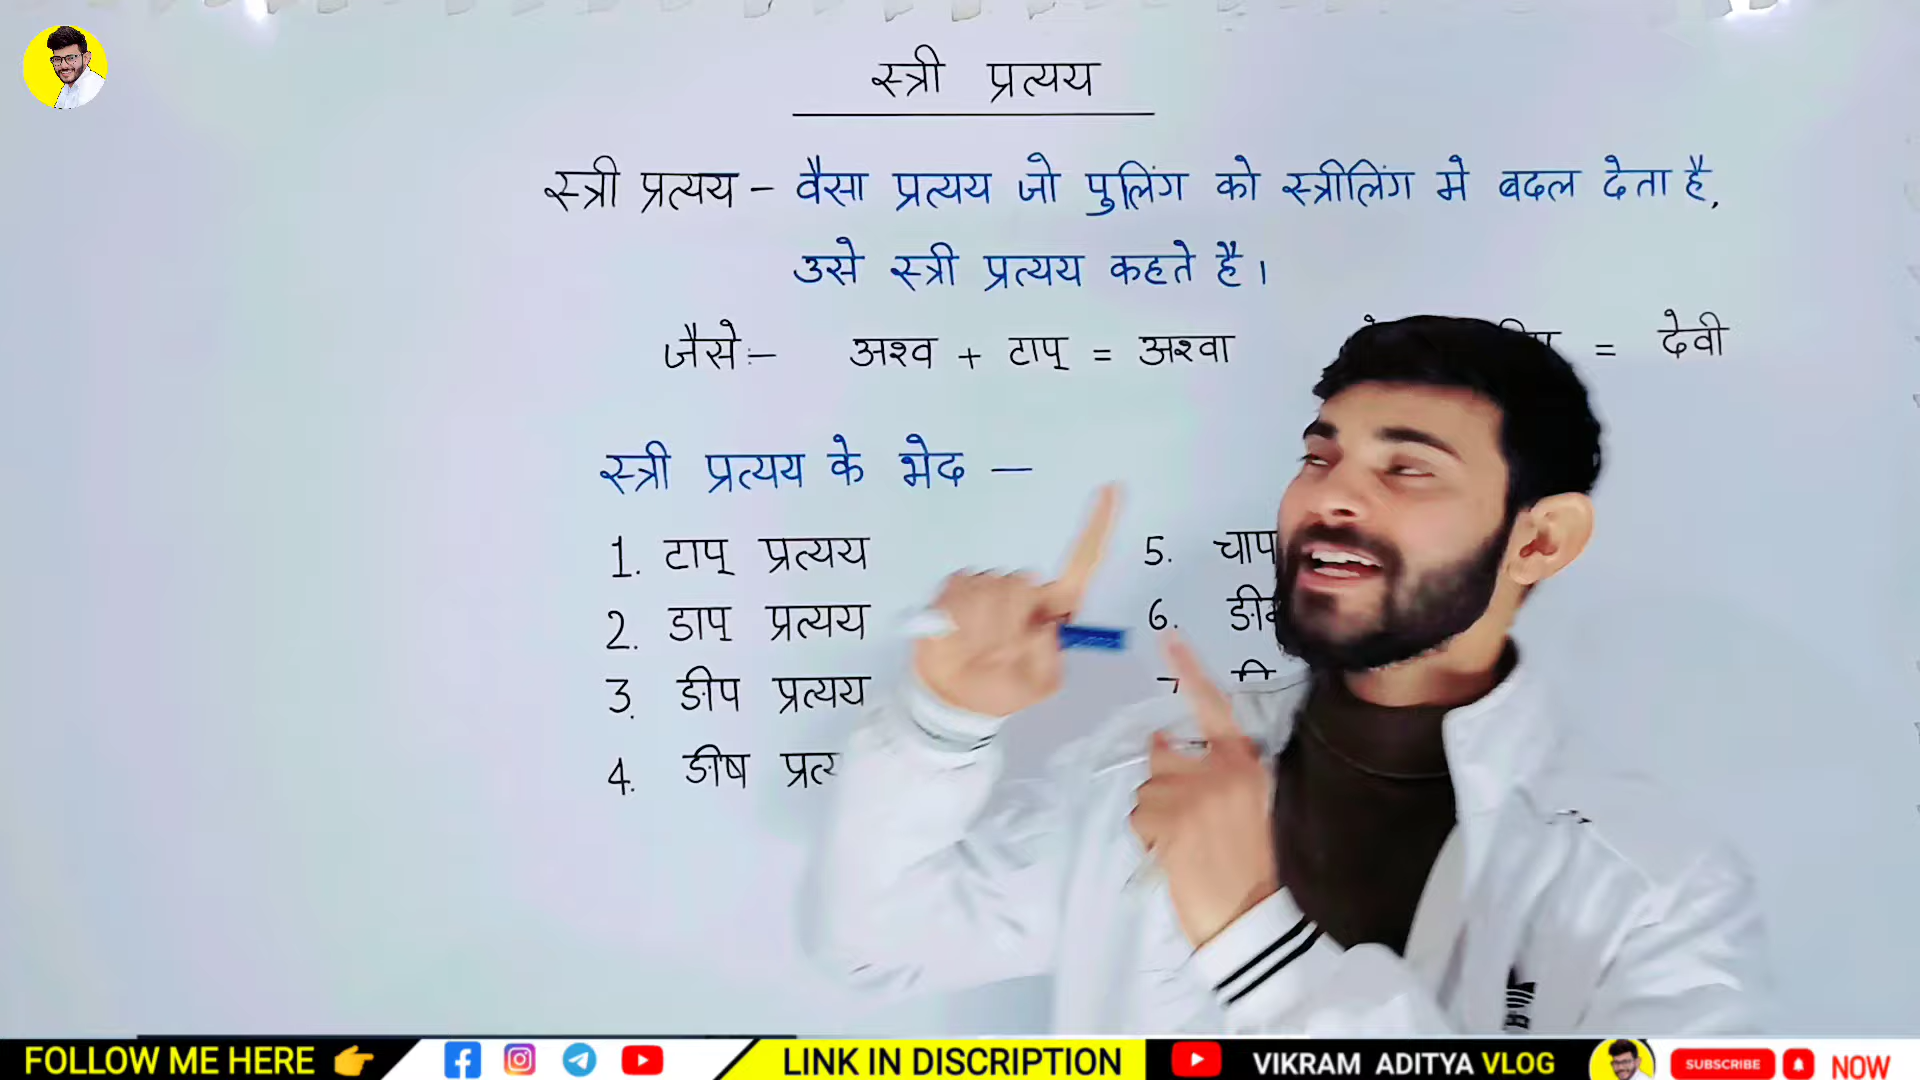 स्त्री प्रत्यय
स्त्री प्रत्यय - वैसा प्रत्यय जो पुलिंग को स्त्रीलिंग मे बदल देता है,
उसे स्त्री प्रत्यय कहते है।
जैसे:- अश्व + टाप् = अश्वा = देवी
स्त्री प्रत्यय के भेद -
1. टाप् प्रत्यय
2. डाप् प्रत्यय
3. ङीप प्रत्यय
4. ङीष
5. चाप
6.
FOLLOW ME HERE LINK IN DISCRIPTION VIKRAM ADITYA VLOG SUBSCRIBE NOW